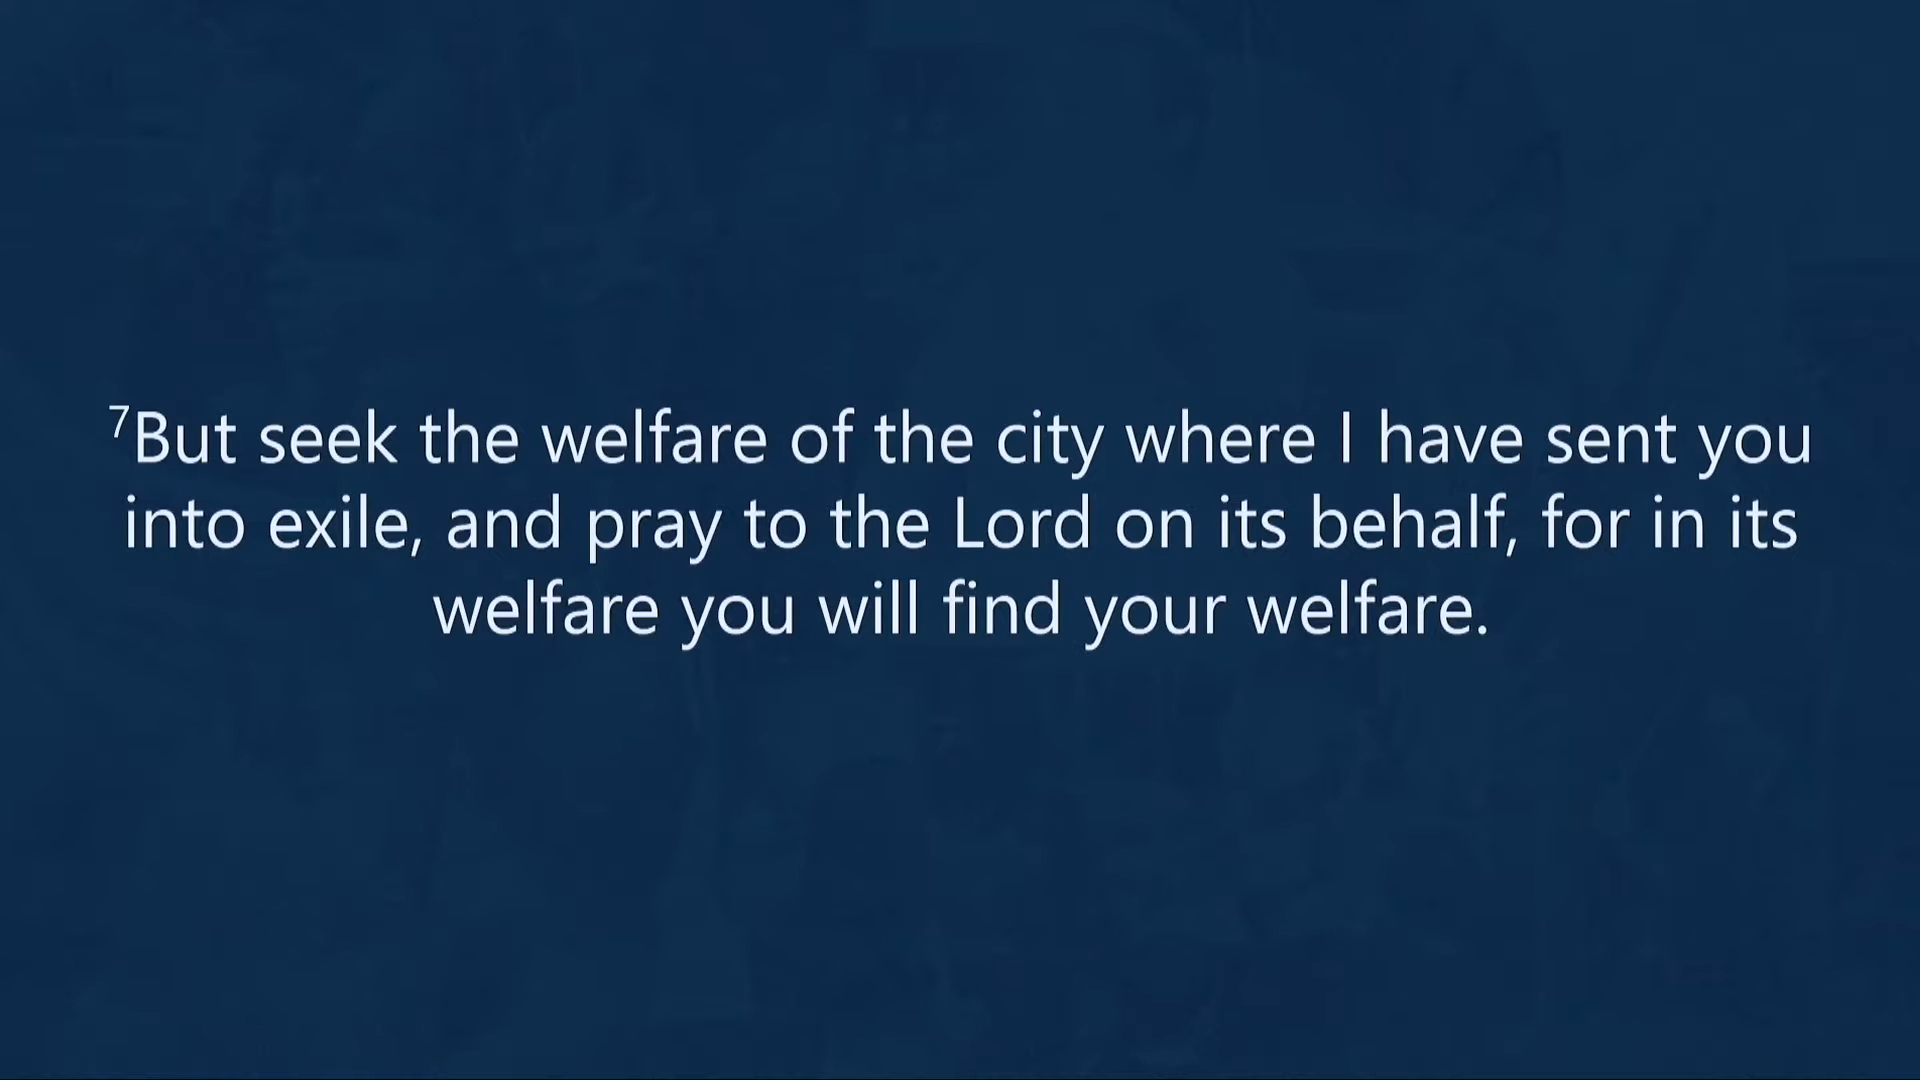 ⁷But seek the welfare of the city where I have sent you
into exile, and pray to the Lord on its behalf, for in its
welfare you will find your welfare.